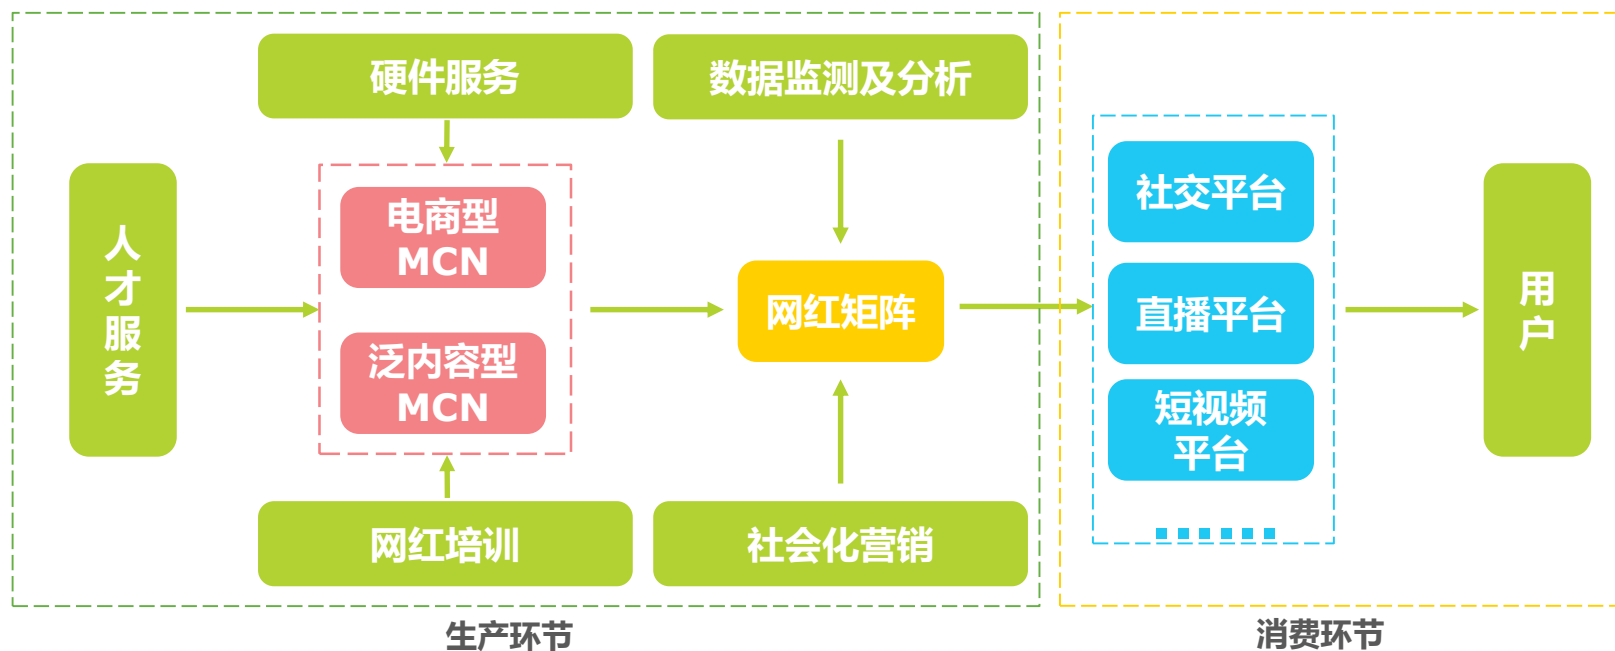 硬件服务
数据监测及分析
人
才
服
务
电商型
MCN
泛内容型
MCN
网红矩阵
社交平台
直播平台
短视频
平台
用
户
网红培训
社会化营销
生产环节
消费环节